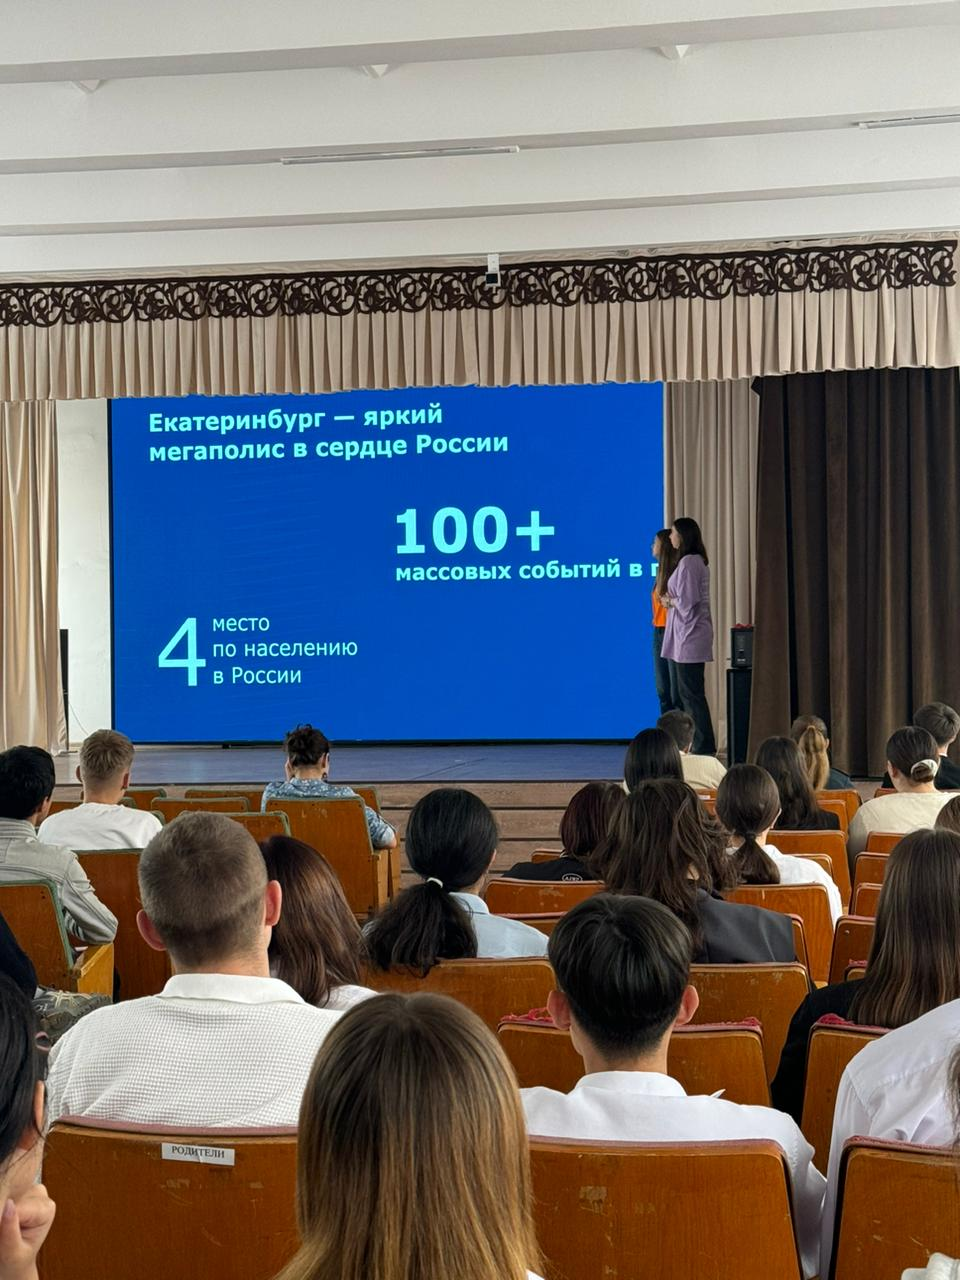 Екатеринбург — яркий
мегаполис в сердце России
100+
массовых событий в
4
место
по населению
в России
РОДИТЕЛИ